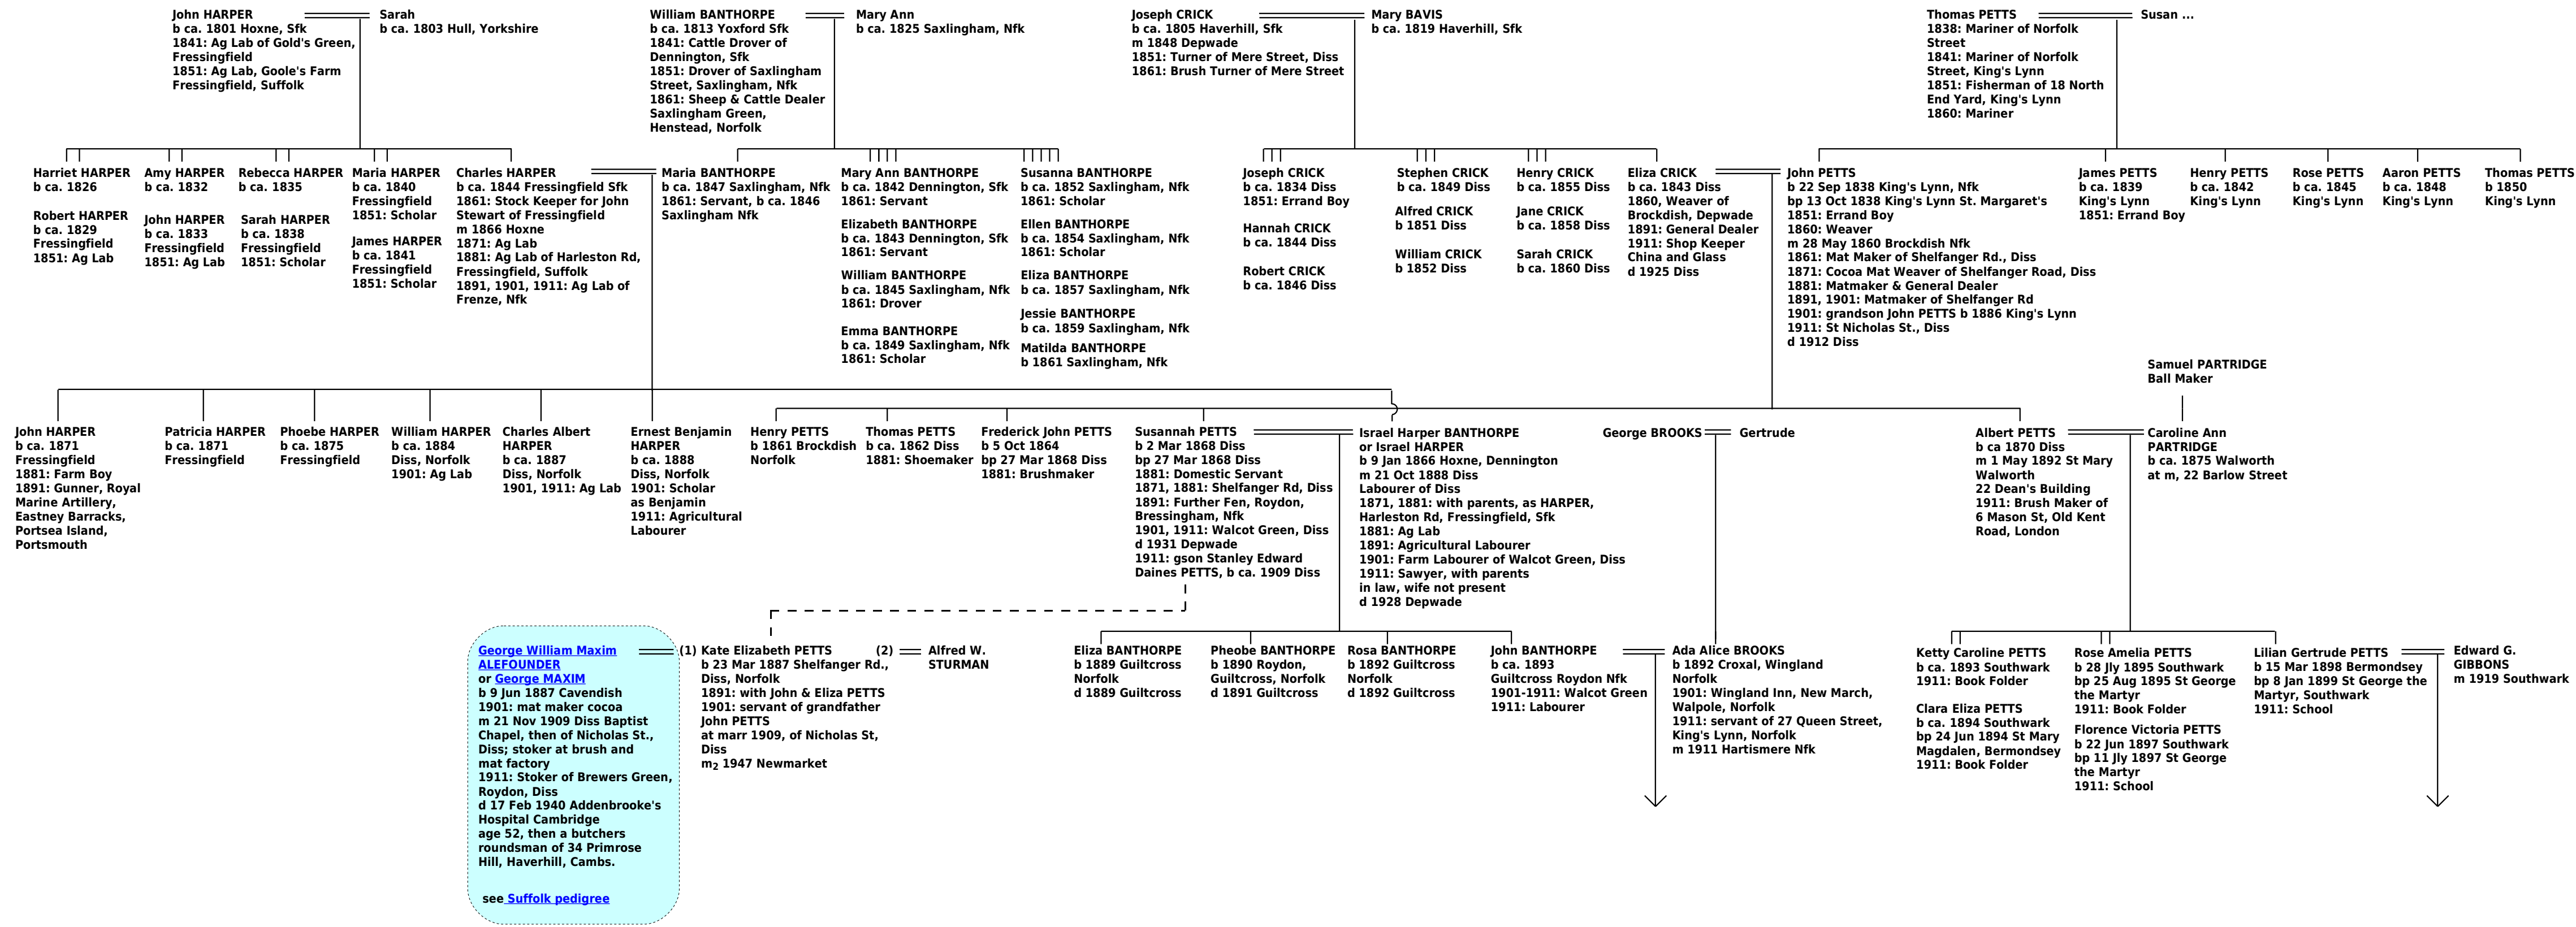 John HARPER
b ca. 1801 Hoxne, Sfk
1841: Ag Lab of Gold's Green,
Fressingfield
1851: Ag Lab, Goole's Farm
Fressingfield, Suffolk
Sarah
b ca. 1803 Hull, Yorkshire
William BANTHORPE
b ca. 1813 Yoxford Sfk
1841: Cattle Drover of
Dennington, Sfk
1851: Drover of Saxlingham
Street, Saxlingham, Nfk
1861: Sheep & Cattle Dealer
Saxlingham Green,
Henstead, Norfolk
Mary Ann
b ca. 1825 Saxlingham, Nfk
Joseph CRICK
b ca. 1805 Haverhill, Sfk
m 1848 Depwade
1851: Turner of Mere Street, Diss
1861: Brush Turner of Mere Street
Mary BAVIS
b ca. 1819 Haverhill, Sfk
Thomas PETTS
1838: Mariner of Norfolk
Street
1841: Mariner of Norfolk
Street, King's Lynn
1851: Fisherman of 18 North
End Yard, King's Lynn
1860: Mariner
Susan ...
Harriet HARPER
b ca. 1826
Robert HARPER
b ca. 1829
Fressingfield
1851: Ag Lab
Amy HARPER
b ca. 1832
John HARPER
b ca. 1833
Fressingfield
1851: Ag Lab
Rebecca HARPER
b ca. 1835
Sarah HARPER
b ca. 1838
Fressingfield
1851: Scholar
Maria HARPER
b ca. 1840
Fressingfield
1851: Scholar
James HARPER
b ca. 1841
Fressingfield
1851: Scholar
Charles HARPER
b ca. 1844 Fressingfield Sfk
1861: Stock Keeper for John
Stewart of Fressingfield
m 1866 Hoxne
1871: Ag Lab
1881: Ag Lab of Harleston Rd,
Fressingfield, Suffolk
1891, 1901, 1911: Ag Lab of
Frenze, Nfk
Maria BANTHORPE
b ca. 1847 Saxlingham, Nfk
1861: Servant, b ca. 1846
Saxlingham Nfk
Mary Ann BANTHORPE
b ca. 1842 Dennington, Sfk
1861: Servant
Elizabeth BANTHORPE
b ca. 1843 Dennington, Sfk
1861: Servant
William BANTHORPE
b ca. 1845 Saxlingham, Nfk
1861: Drover
Emma BANTHORPE
b ca. 1849 Saxlingham, Nfk
1861: Scholar
Susanna BANTHORPE
b ca. 1852 Saxlingham, Nfk
1861: Scholar
Ellen BANTHORPE
b ca. 1854 Saxlingham, Nfk
1861: Scholar
Eliza BANTHORPE
b ca. 1857 Saxlingham, Nfk
Jessie BANTHORPE
b ca. 1859 Saxlingham, Nfk
Matilda BANTHORPE
b 1861 Saxlingham, Nfk
Joseph CRICK
b ca. 1834 Diss
1851: Errand Boy
Hannah CRICK
b ca. 1844 Diss
Robert CRICK
b ca. 1846 Diss
Stephen CRICK
b ca. 1849 Diss
Alfred CRICK
b 1851 Diss
William CRICK
b 1852 Diss
Henry CRICK
b ca. 1855 Diss
Jane CRICK
b ca. 1858 Diss
Sarah CRICK
b ca. 1860 Diss
Eliza CRICK
b ca. 1843 Diss
1860, Weaver of
Brockdish, Depwade
1891: General Dealer
1911: Shop Keeper
China and Glass
d 1925 Diss
John PETTS
b 22 Sep 1838 King's Lynn, Nfk
bp 13 Oct 1838 King's Lynn St. Margaret's
1851: Errand Boy
1860: Weaver
m 28 May 1860 Brockdish Nfk
1861: Mat Maker of Shelfanger Rd., Diss
1871: Cocoa Mat Weaver of Shelfanger Road, Diss
1881: Matmaker & General Dealer
1891, 1901: Matmaker of Shelfanger Rd
1901: grandson John PETTS b 1886 King's Lynn
1911: St Nicholas St., Diss
d 1912 Diss
James PETTS
b ca. 1839
King's Lynn
1851: Errand Boy
Henry PETTS
b ca. 1842
King's Lynn
Rose PETTS
b ca. 1845
King's Lynn
Aaron PETTS
b ca. 1848
King's Lynn
Thomas PETTS
b 1850
King's Lynn
Samuel PARTRIDGE
Ball Maker
John HARPER
b ca. 1871
Fressingfield
1881: Farm Boy
1891: Gunner, Royal
Marine Artillery,
Eastney Barracks,
Portsea Island,
Portsmouth
Patricia HARPER
b ca. 1871
Fressingfield
Phoebe HARPER
b ca. 1875
Fressingfield
William HARPER
b ca. 1884
Diss, Norfolk
1901: Ag Lab
Charles Albert
HARPER
b ca. 1887
Diss, Norfolk
1901, 1911: Ag Lab
Ernest Benjamin
HARPER
b ca. 1888
Diss, Norfolk
1901: Scholar
as Benjamin
1911: Agricultural
Labourer
Henry PETTS
b 1861 Brockdish
Norfolk
Thomas PETTS
b ca. 1862 Diss
1881: Shoemaker
Frederick John PETTS
b 5 Oct 1864
bp 27 Mar 1868 Diss
1881: Brushmaker
Susannah PETTS
b 2 Mar 1868 Diss
bp 27 Mar 1868 Diss
1881: Domestic Servant
1871, 1881: Shelfanger Rd, Diss
1891: Further Fen, Roydon,
Bressingham, Nfk
1901, 1911: Walcot Green, Diss
d 1931 Depwade
1911: gson Stanley Edward
Daines PETTS, b ca. 1909 Diss
Israel Harper BANTHORPE
or Israel HARPER
b 9 Jan 1866 Hoxne, Dennington
m 21 Oct 1888 Diss
Labourer of Diss
1871, 1881: with parents, as HARPER,
Harleston Rd, Fressingfield, Sfk
1881: Ag Lab
1891: Agricultural Labourer
1901: Farm Labourer of Walcot Green, Diss
1911: Sawyer, with parents
in law, wife not present
d 1928 Depwade
George BROOKS
Gertrude
Albert PETTS
b ca 1870 Diss
m 1 May 1892 St Mary
Walworth
22 Dean's Building
1911: Brush Maker of
6 Mason St, Old Kent
Road, London
Caroline Ann
PARTRIDGE
b ca. 1875 Walworth
at m, 22 Barlow Street
George William Maxim
ALEFOUNDER
or George MAXIM
b 9 Jun 1887 Cavendish
1901: mat maker cocoa
m 21 Nov 1909 Diss Baptist
Chapel, then of Nicholas St.,
Diss; stoker at brush and
mat factory
1911: Stoker of Brewers Green,
Roydon, Diss
d 17 Feb 1940 Addenbrooke's
Hospital Cambridge
age 52, then a butchers
roundsman of 34 Primrose
Hill, Haverhill, Cambs.
see Suffolk pedigree
(1) Kate Elizabeth PETTS
b 23 Mar 1887 Shelfanger Rd.,
Diss, Norfolk
1891: with John & Eliza PETTS
1901: servant of grandfather
John PETTS
at marr 1909, of Nicholas St,
Diss
m2 1947 Newmarket
(2)
Alfred W.
STURMAN
Eliza BANTHORPE
b 1889 Guiltcross
Norfolk
d 1889 Guiltcross
Pheobe BANTHORPE
b 1890 Roydon,
Guiltcross, Norfolk
d 1891 Guiltcross
Rosa BANTHORPE
b 1892 Guiltcross
Norfolk
d 1892 Guiltcross
John BANTHORPE
b ca. 1893
Guiltcross Roydon Nfk
1901-1911: Walcot Green
1911: Labourer
Ada Alice BROOKS
b 1892 Croxal, Wingland
Norfolk
1901: Wingland Inn, New March,
Walpole, Norfolk
1911: servant of 27 Queen Street,
King's Lynn, Norfolk
m 1911 Hartismere Nfk
Ketty Caroline PETTS
b ca. 1893 Southwark
1911: Book Folder
Clara Eliza PETTS
b ca. 1894 Southwark
bp 24 Jun 1894 St Mary
Magdalen, Bermondsey
1911: Book Folder
Rose Amelia PETTS
b 28 Jly 1895 Southwark
bp 25 Aug 1895 St George
the Martyr
1911: Book Folder
Florence Victoria PETTS
b 22 Jun 1897 Southwark
bp 11 Jly 1897 St George
the Martyr
1911: School
Lilian Gertrude PETTS
b 15 Mar 1898 Bermondsey
bp 8 Jan 1899 St George the
Martyr, Southwark
1911: School
Edward G.
GIBBONS
m 1919 Southwark